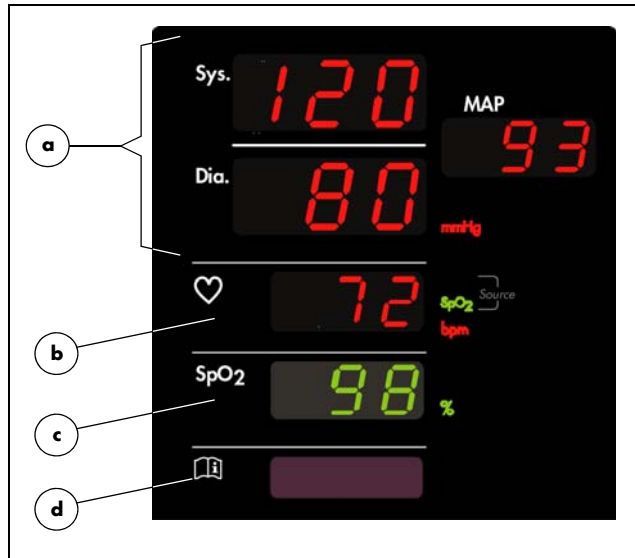 Sys. 120
MAP
93
a
Dia. 80
mmHg
72
SpO2 Source
b
bpm
SpO2 98 %
c
i
d